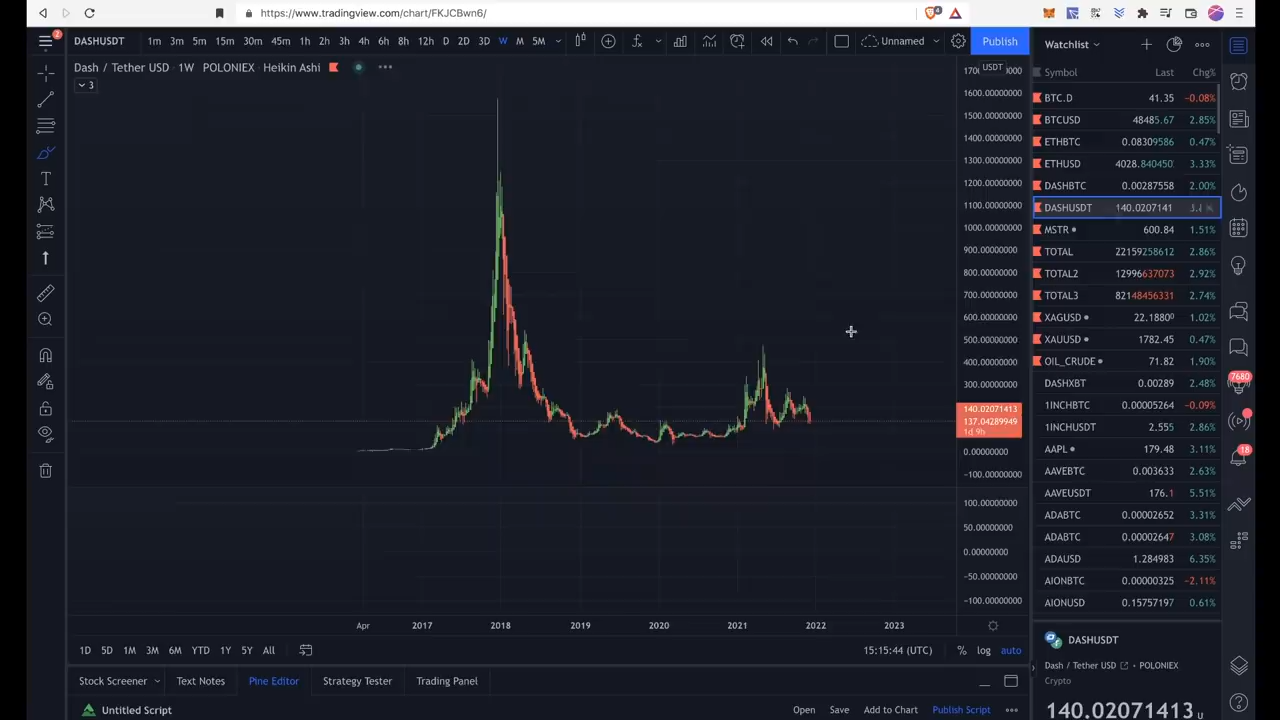 https://www.tradingview.com/chart/FKJCBwn6/
2
DASHUSDT 1m 3m 5m 15m 30m 45m 1h 2h 3h 4h 6h 8h 12h D 2D 3D W M 5M Unnamed Publish
Watchlist
Dash / Tether USD · 1W POLONIEX · Heikin Ashi
3
USDT
1600.00000000
1500.00000000
1400.00000000
1300.00000000
1200.00000000
1100.00000000
1000.00000000
900.00000000
800.00000000
700.00000000
600.00000000
500.00000000
400.00000000
300.00000000
140.02071413
137.04289949
1d 9h
0.00000000
−100.00000000
100.00000000
50.00000000
0.00000000
−50.00000000
−100.00000000
Apr 2017 2018 2019 2020 2021 2022 2023
1D 5D 1M 3M 6M YTD 1Y 5Y All
15:15:44 (UTC) % log auto
Stock Screener Text Notes Pine Editor Strategy Tester Trading Panel
Untitled Script
Open Save Add to Chart Publish Script
Symbol Last Chg%
BTC.D 41.35 −0.08%
BTCUSD 48485.67 2.85%
ETHBTC 0.08309586 0.47%
ETHUSD 4028.840450 3.33%
DASHBTC 0.00287558 2.00%
DASHUSDT 140.0207141
MSTR 600.84 1.51%
TOTAL 22159258612 2.86%
TOTAL2 12996637073 2.92%
TOTAL3 82148456331 2.74%
XAGUSD 22.1880 1.02%
XAUUSD 1782.45 0.47%
OIL_CRUDE 71.82 1.90%
DASHXBT 0.00289 2.48%
1INCHBTC 0.00005264 −0.09%
1INCHUSDT 2.555 2.86%
AAPL 179.48 3.11%
AAVEBTC 0.003633 2.63%
AAVEUSDT 176.1 5.51%
ADABTC 0.00002652 3.31%
ADABTC 0.00002647 3.08%
ADAUSD 1.284983 6.35%
AIONBTC 0.00000325 −2.11%
AIONUSD 0.15757197 0.61%
DASHUSDT
Dash / Tether USD · POLONIEX
Crypto
140.02071413
7680
18